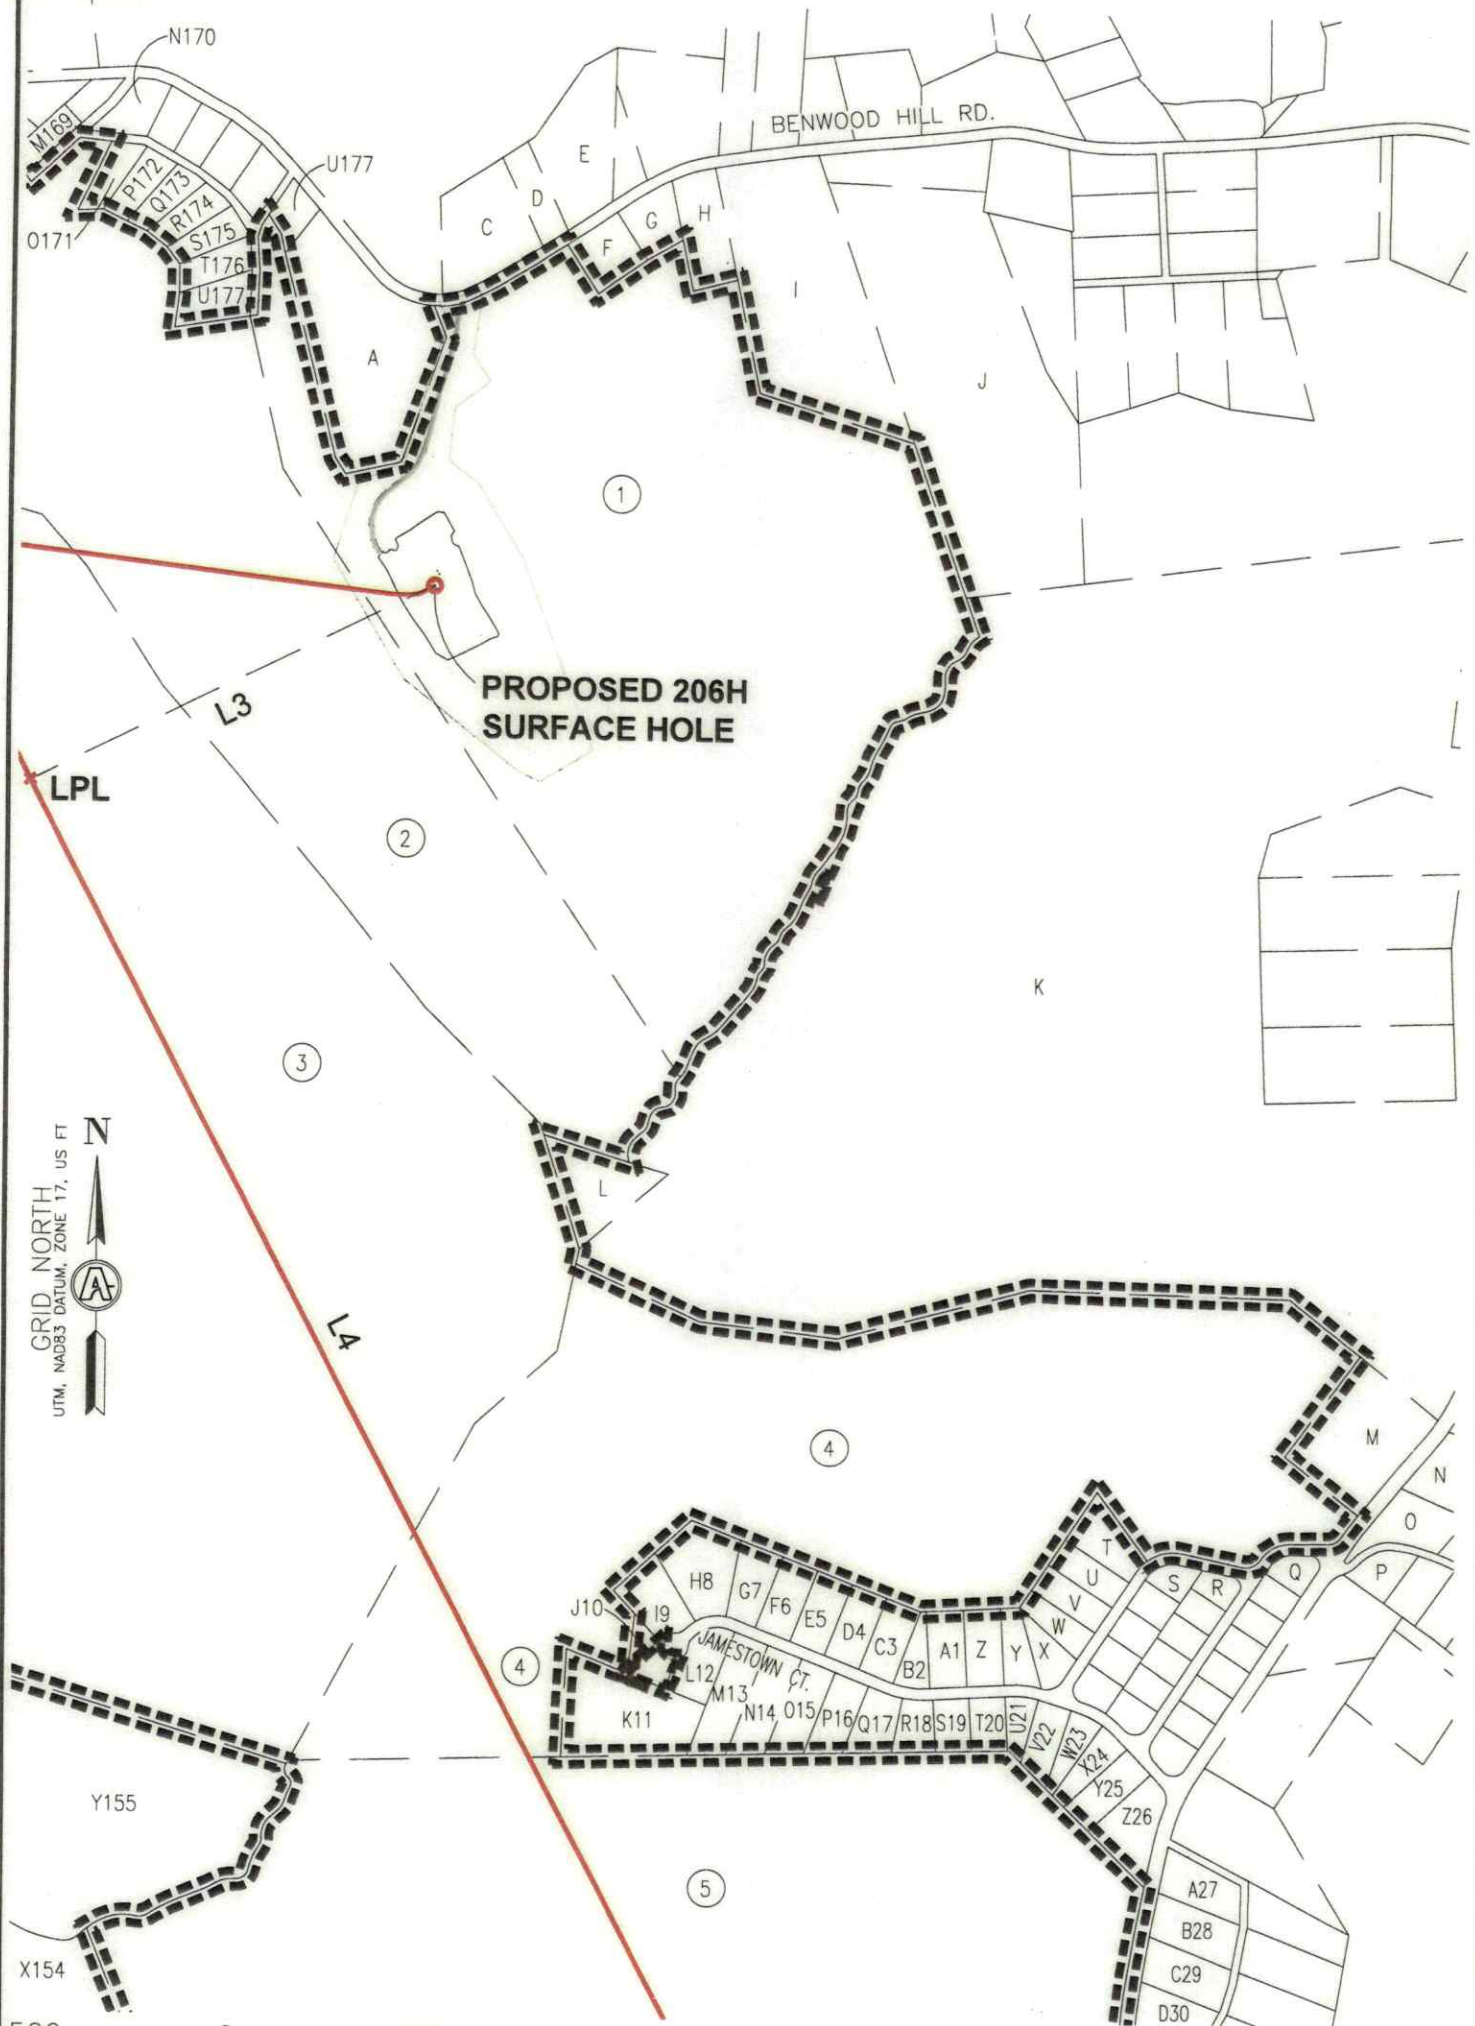 N170
BENWOOD HILL RD.
M169
E
U177
P172
D
Q173
R174
C
G
H
S175
F
O171
T176
U177
I
A
J
1
PROPOSED 206H
SURFACE HOLE
L3
LPL
2
K
3
N
GRID NORTH
UTM, NAD83 DATUM, ZONE 17, US FT
A
L
L4
4
M
N
O
T
P
Q
U
S
R
H8
G7
V
F6
J10
I9
E5
W
D4
C3
JAMESTOWN CT.
A1
Z
Y
X
B2
4
L12
M13
N14
O15
P16
Q17
R18
S19
T20
U21
V22
W23
K11
X24
Y25
Z26
Y155
5
A27
B28
X154
C29
D30